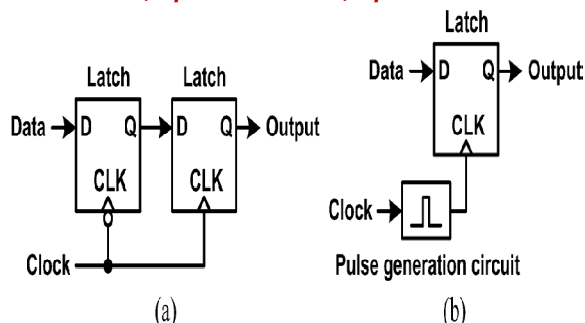 Latch Latch
Data D Q D Q Output
CLK CLK
Clock
(a)
Latch
Data D Q Output
CLK
Clock
Pulse generation circuit
(b)